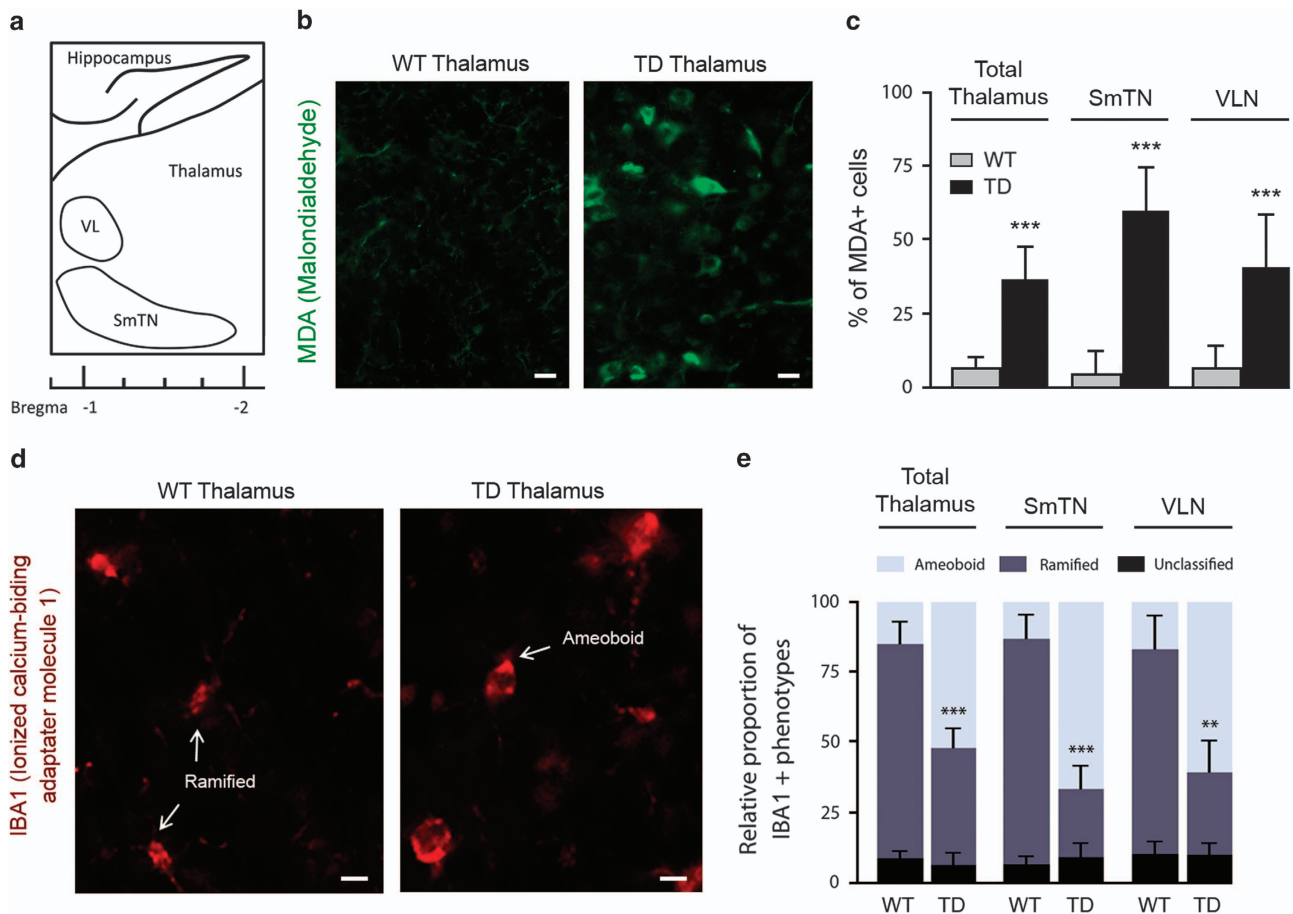 a
Hippocampus
Thalamus
VL
SmTN
Bregma
-1
-2
b
WT Thalamus
TD Thalamus
MDA (Malondialdehyde)
c
Total
Thalamus
SmTN
VLN
WT
TD
% of MDA+ cells
100
75
50
25
0
***
***
***
d
WT Thalamus
TD Thalamus
IBA1 (Ionized calcium-biding
adaptater molecule 1)
Ramified
Ameoboid
e
Total
Thalamus
SmTN
VLN
Ameoboid
Ramified
Unclassified
Relative proportion of
IBA1 + phenotypes
100
75
50
25
0
***
***
**
WT TD WT TD WT TD